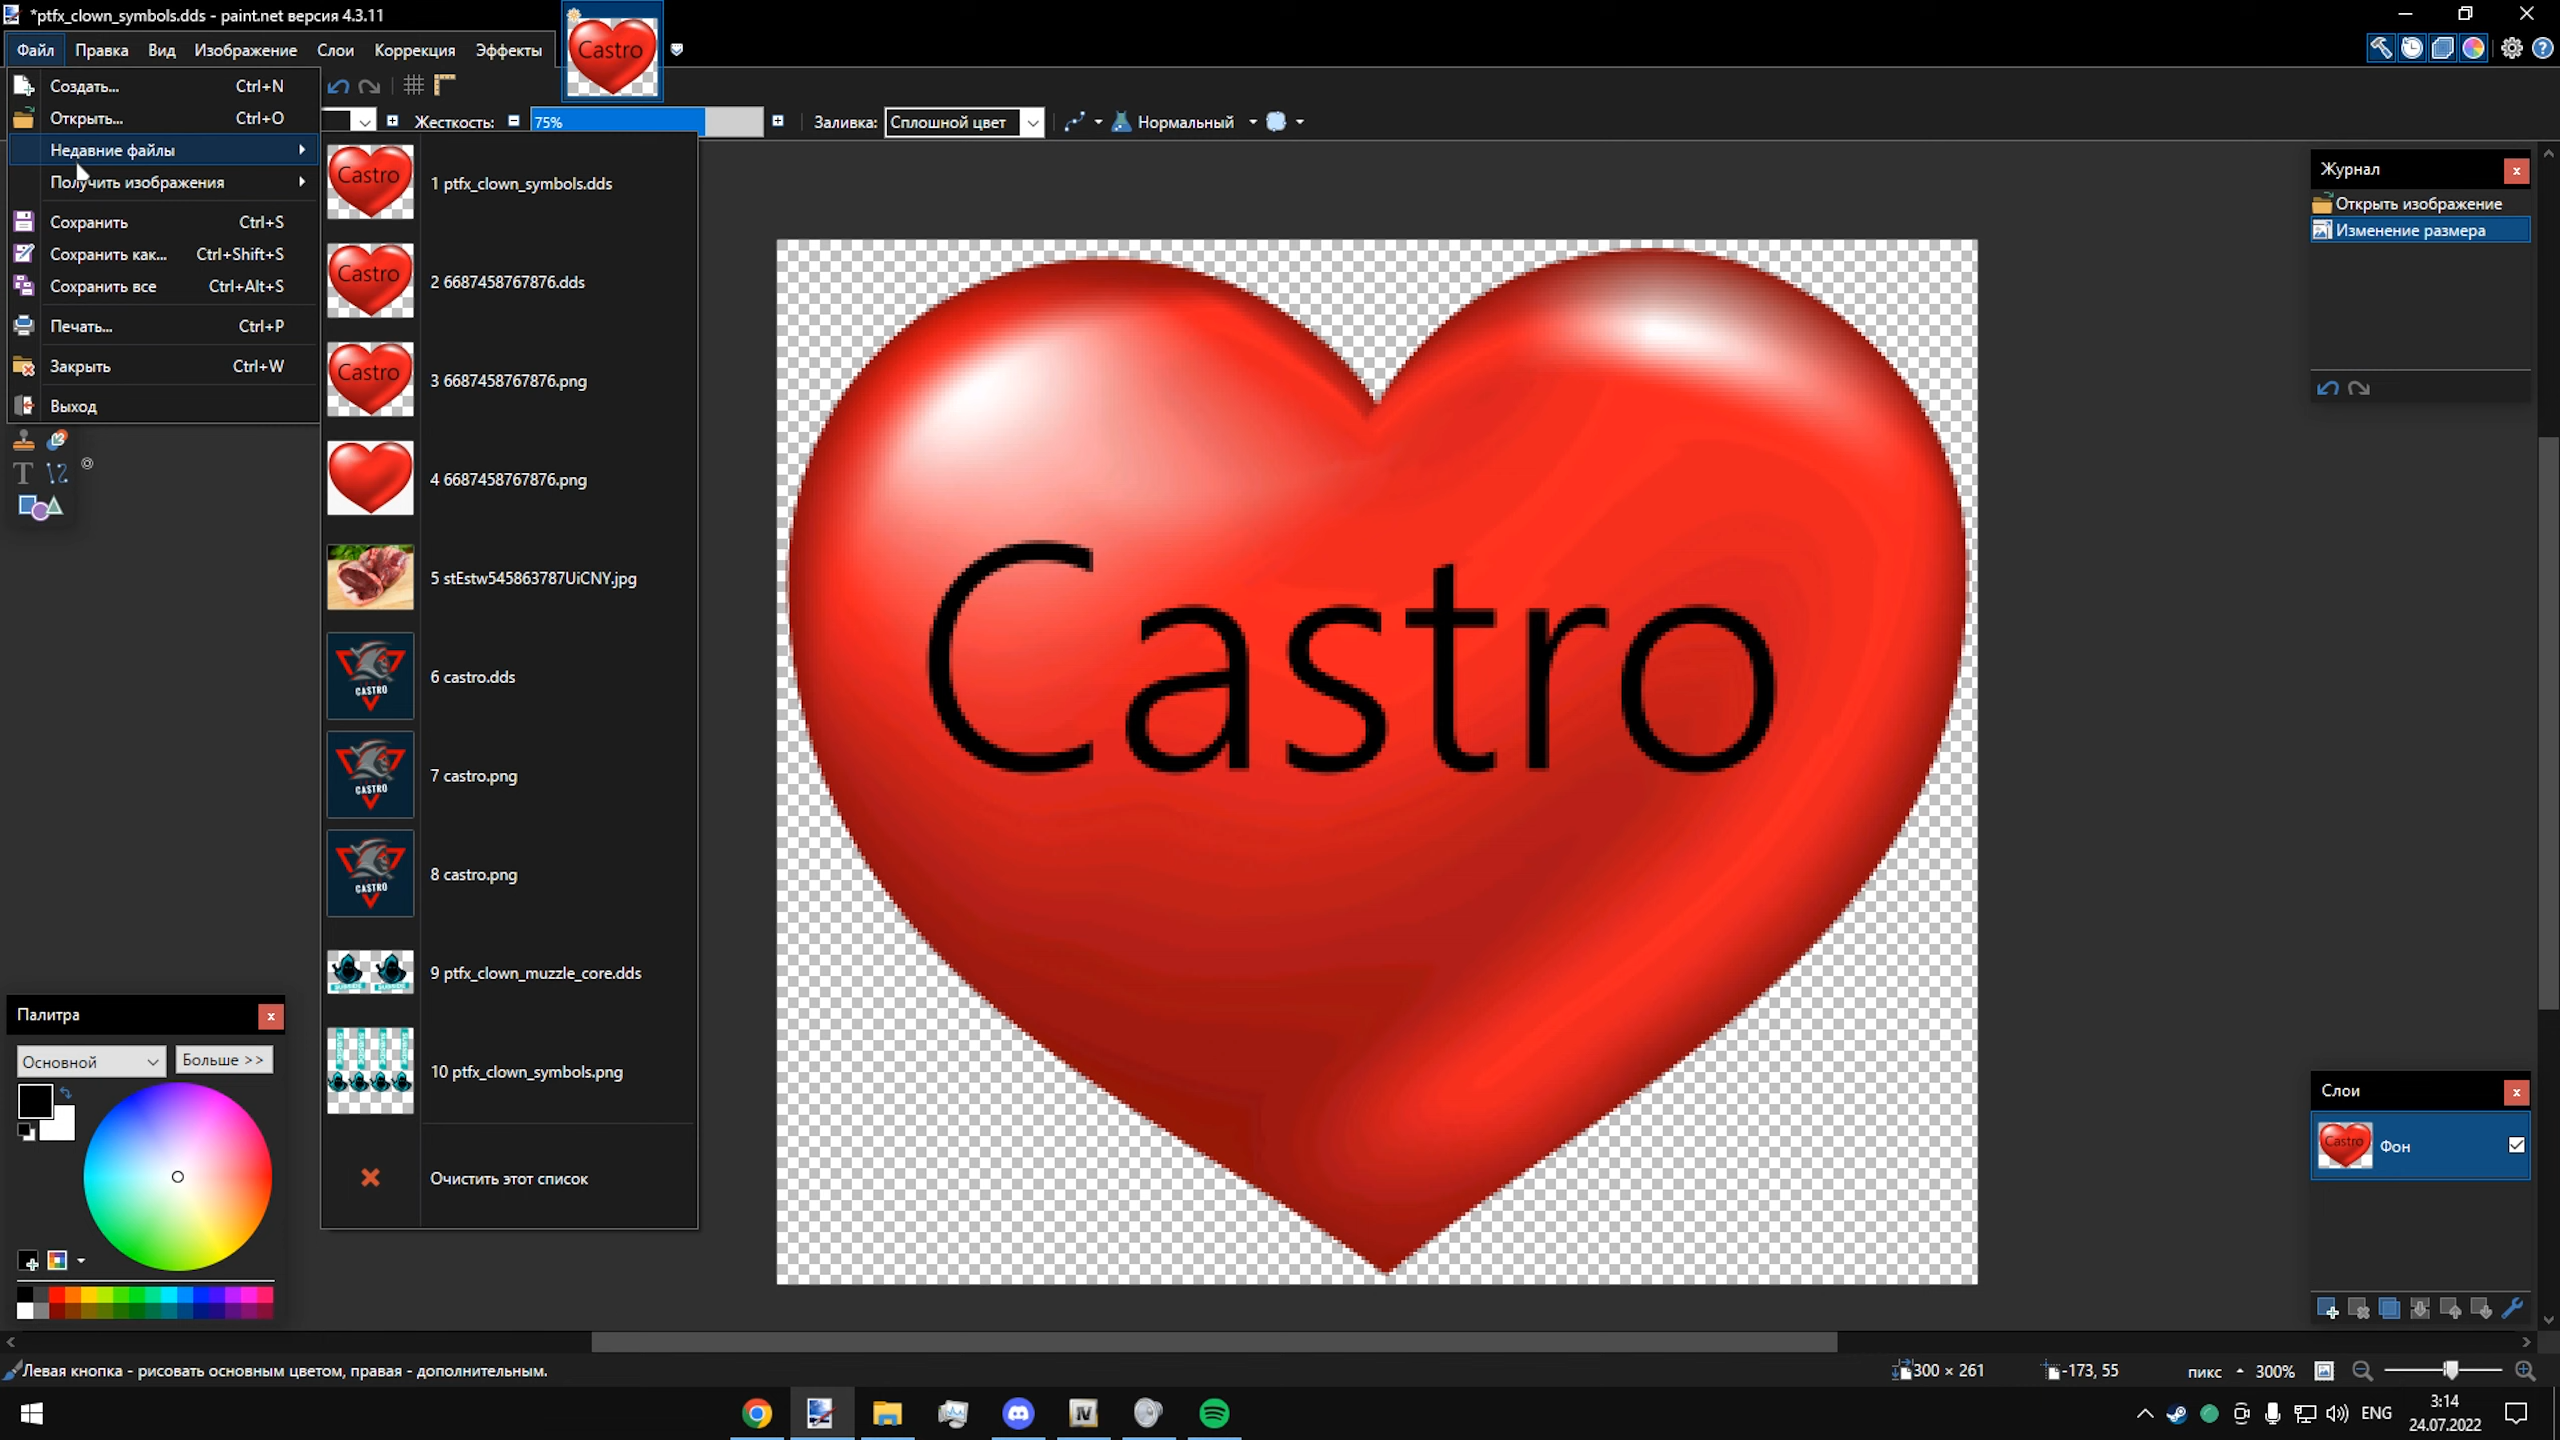 *ptfx_clown_symbols.dds - paint.net версия 4.3.11
Файл Правка Вид Изображение Слои Коррекция Эффекты
Castro
Создать... Ctrl+N
Открыть... Ctrl+O
Недавние файлы
Получить изображения
Сохранить Ctrl+S
Сохранить как... Ctrl+Shift+S
Сохранить все Ctrl+Alt+S
Печать... Ctrl+P
Закрыть Ctrl+W
Выход
Жесткость: 75% Заливка: Сплошной цвет Нормальный
Castro 1 ptfx_clown_symbols.dds
Castro 2 6687458767876.dds
Castro 3 6687458767876.png
4 6687458767876.png
5 stEstw545863787UiCNY.jpg
CASTRO 6 castro.dds
CASTRO 7 castro.png
CASTRO 8 castro.png
9 ptfx_clown_muzzle_core.dds
10 ptfx_clown_symbols.png
Очистить этот список
Castro
Журнал
Открыть изображение
Изменение размера
Палитра
Основной Больше >>
Слои
Castro Фон
Левая кнопка - рисовать основным цветом, правая - дополнительным.
300 × 261 -173, 55 пикс 300%
IV
ENG 3:14
24.07.2022